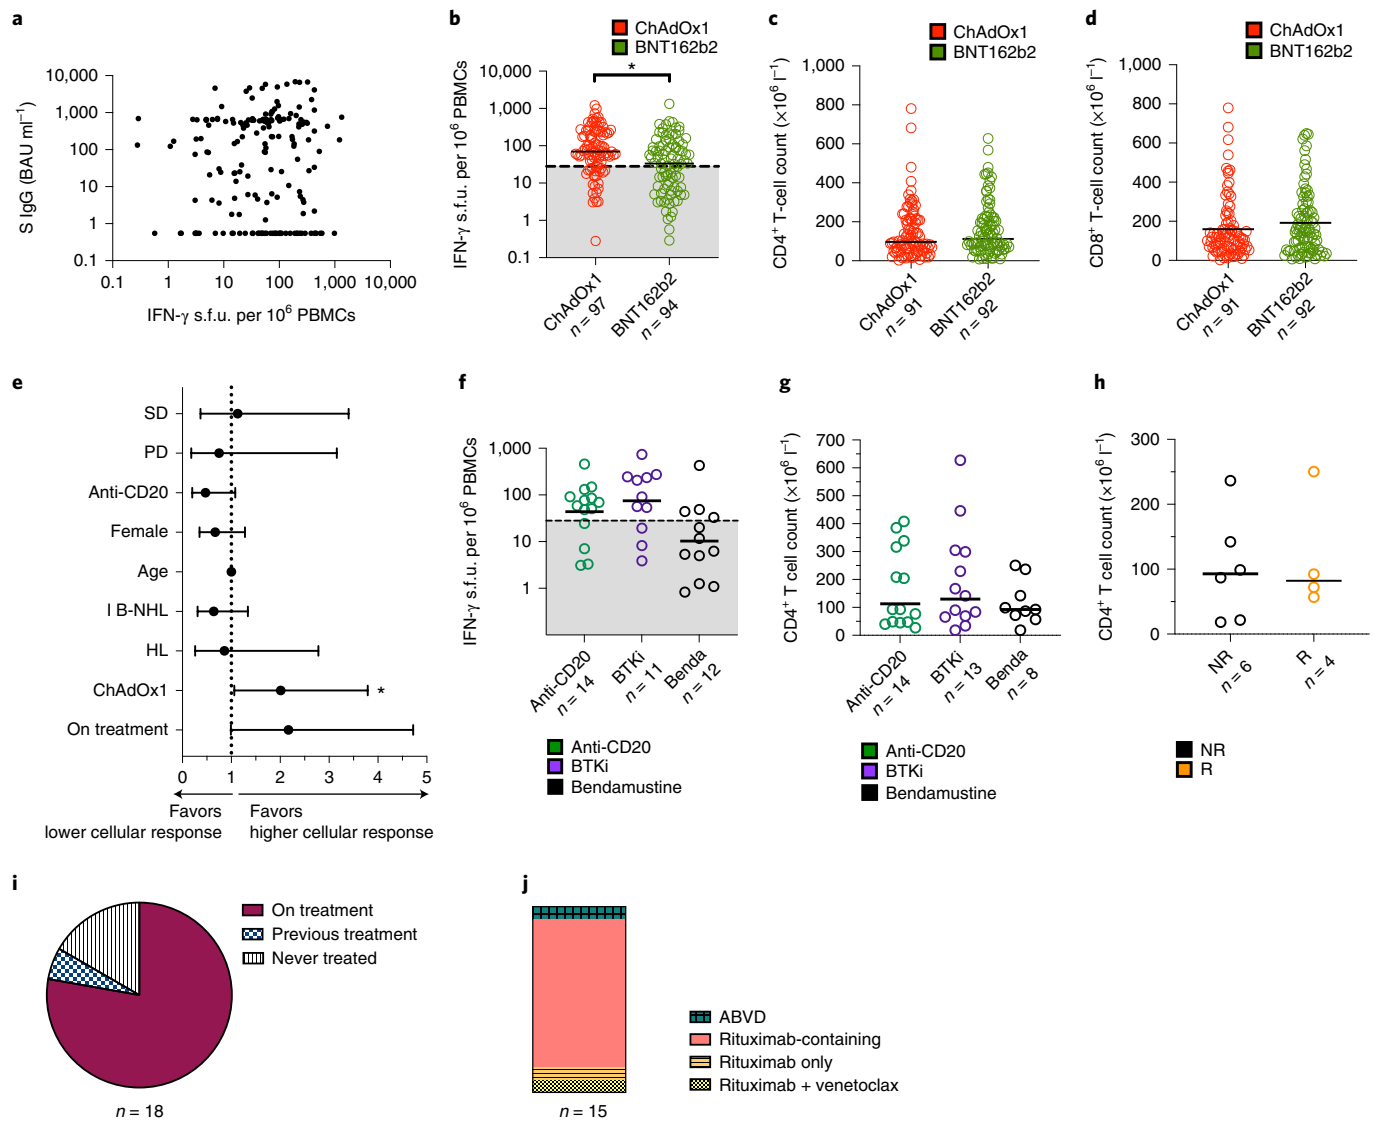 a
S IgG (BAU ml⁻¹)
10,000
1,000
100
10
1
0.1
0.1
1
10
100
1,000
10,000
IFN-γ s.f.u. per 10⁶ PBMCs
b
ChAdOx1
BNT162b2
*
IFN-γ s.f.u. per 10⁶ PBMCs
10,000
1,000
100
10
1
0.1
ChAdOx1
n = 97
BNT162b2
n = 94
c
ChAdOx1
BNT162b2
CD4⁺ T-cell count (×10⁶ l⁻¹)
1,000
800
600
400
200
0
ChAdOx1
n = 91
BNT162b2
n = 92
d
ChAdOx1
BNT162b2
CD8⁺ T-cell count (×10⁶ l⁻¹)
1,000
800
600
400
200
0
ChAdOx1
n = 91
BNT162b2
n = 92
e
SD
PD
Anti-CD20
Female
Age
I B-NHL
HL
ChAdOx1
*
On treatment
0
1
2
3
4
5
Favors
lower cellular response
Favors
higher cellular response
f
IFN-γ s.f.u. per 10⁶ PBMCs
1,000
100
10
1
Anti-CD20
n = 14
BTKi
n = 11
Benda
n = 12
Anti-CD20
BTKi
Bendamustine
g
CD4⁺ T cell count (×10⁶ l⁻¹)
700
600
500
400
300
200
100
0
Anti-CD20
n = 14
BTKi
n = 13
Benda
n = 8
Anti-CD20
BTKi
Bendamustine
h
CD4⁺ T cell count (×10⁶ l⁻¹)
300
200
100
0
NR
n = 6
R
n = 4
NR
R
i
On treatment
Previous treatment
Never treated
n = 18
j
ABVD
Rituximab-containing
Rituximab only
Rituximab + venetoclax
n = 15